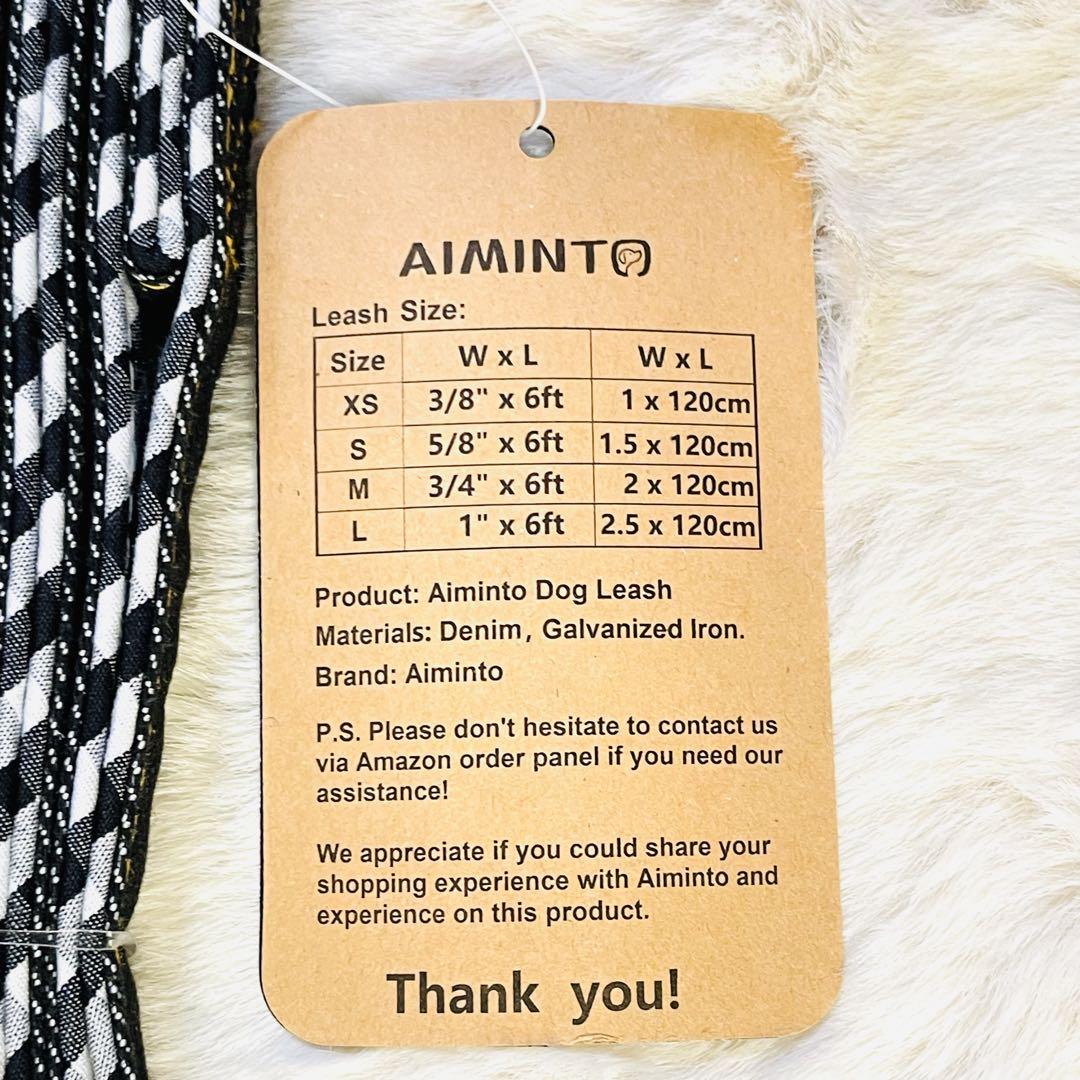 AIMINTO
Leash Size:
Size W x L W x L
XS 3/8" x 6ft 1 x 120cm
S 5/8" x 6ft 1.5 x 120cm
M 3/4" x 6ft 2 x 120cm
L 1" x 6ft 2.5 x 120cm
Product: Aiminto Dog Leash
Materials: Denim, Galvanized Iron.
Brand: Aiminto
P.S. Please don't hesitate to contact us
via Amazon order panel if you need our
assistance!
We appreciate if you could share your
shopping experience with Aiminto and
experience on this product.
Thank you!